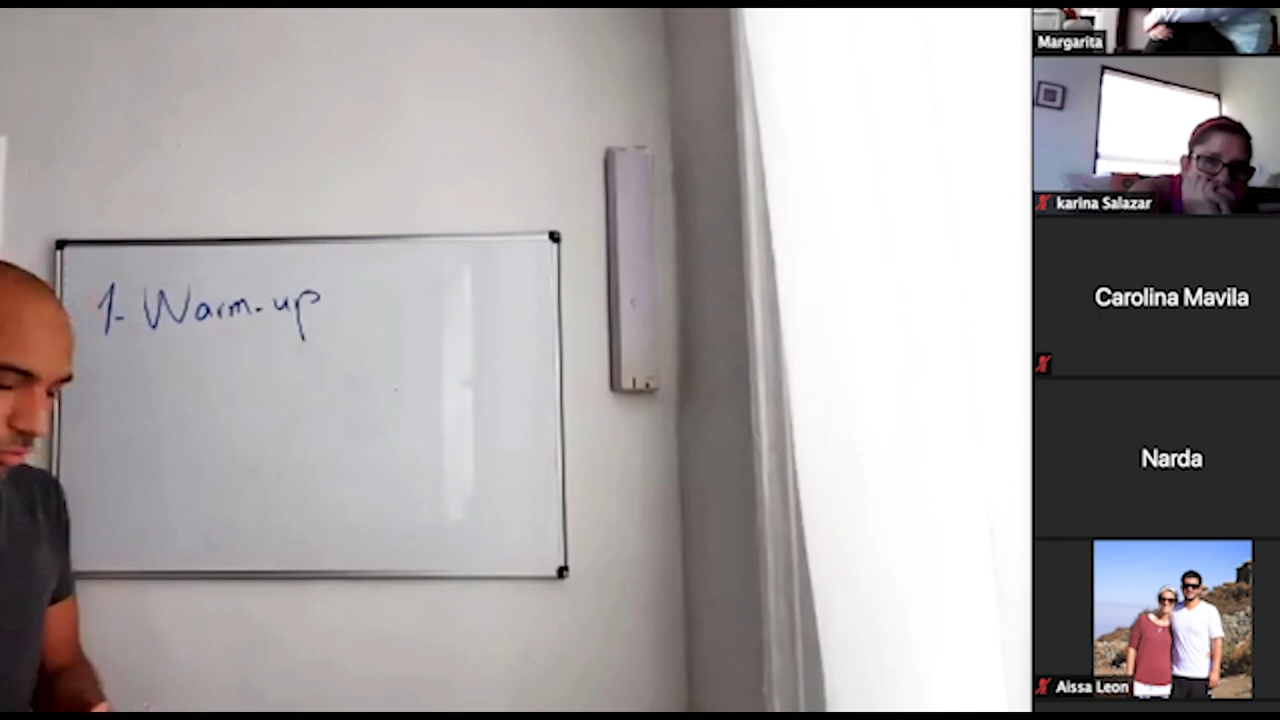 1- Warm-up
Margarita
karina Salazar
Carolina Mavila
Narda
Aissa Leon